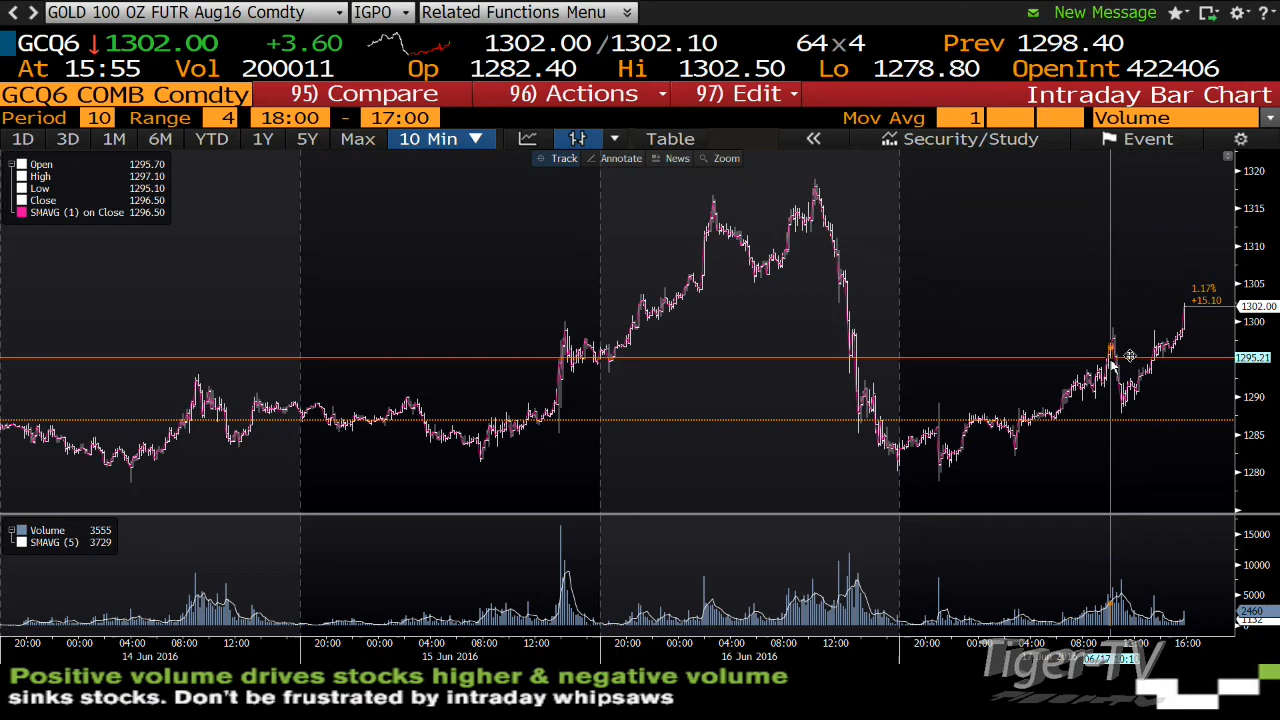 GOLD 100 OZ FUTR Aug16 Comdty IGPO Related Functions Menu New Message
GCQ6 1302.00 +3.60 1302.00/1302.10 64x4 Prev 1298.40
At 15:55 Vol 200011 Op 1282.40 Hi 1302.50 Lo 1278.80 OpenInt 422406
GCQ6 COMB Comdty 95) Compare 96) Actions 97) Edit Intraday Bar Chart
Period 10 Range 4 18:00 - 17:00 Mov Avg 1 Volume
1D 3D 1M 6M YTD 1Y 5Y Max 10 Min Table Security/Study Event
Track Annotate News Zoom
Open 1295.70
High 1297.10
Low 1295.10
Close 1296.50
SMAVG (1) on Close 1296.50
1320
1315
1310
1305
1.17%
+15.10
1302.00
1300
1295.21
1290
1285
1280
Volume 3555
SMAVG (5) 3729
15000
10000
5000
2460
1132
0
20:00 00:00 04:00 08:00 12:00 20:00 00:00 04:00 08:00 12:00 20:00 00:00 04:00 08:00 12:00 20:00 00:00 04:00 08:00 12:00 16:00
14 Jun 2016 15 Jun 2016 16 Jun 2016 17 Jun 2016 06/17 10:10
Tiger-TV
Positive volume drives stocks higher & negative volume
sinks stocks. Don't be frustrated by intraday whipsaws